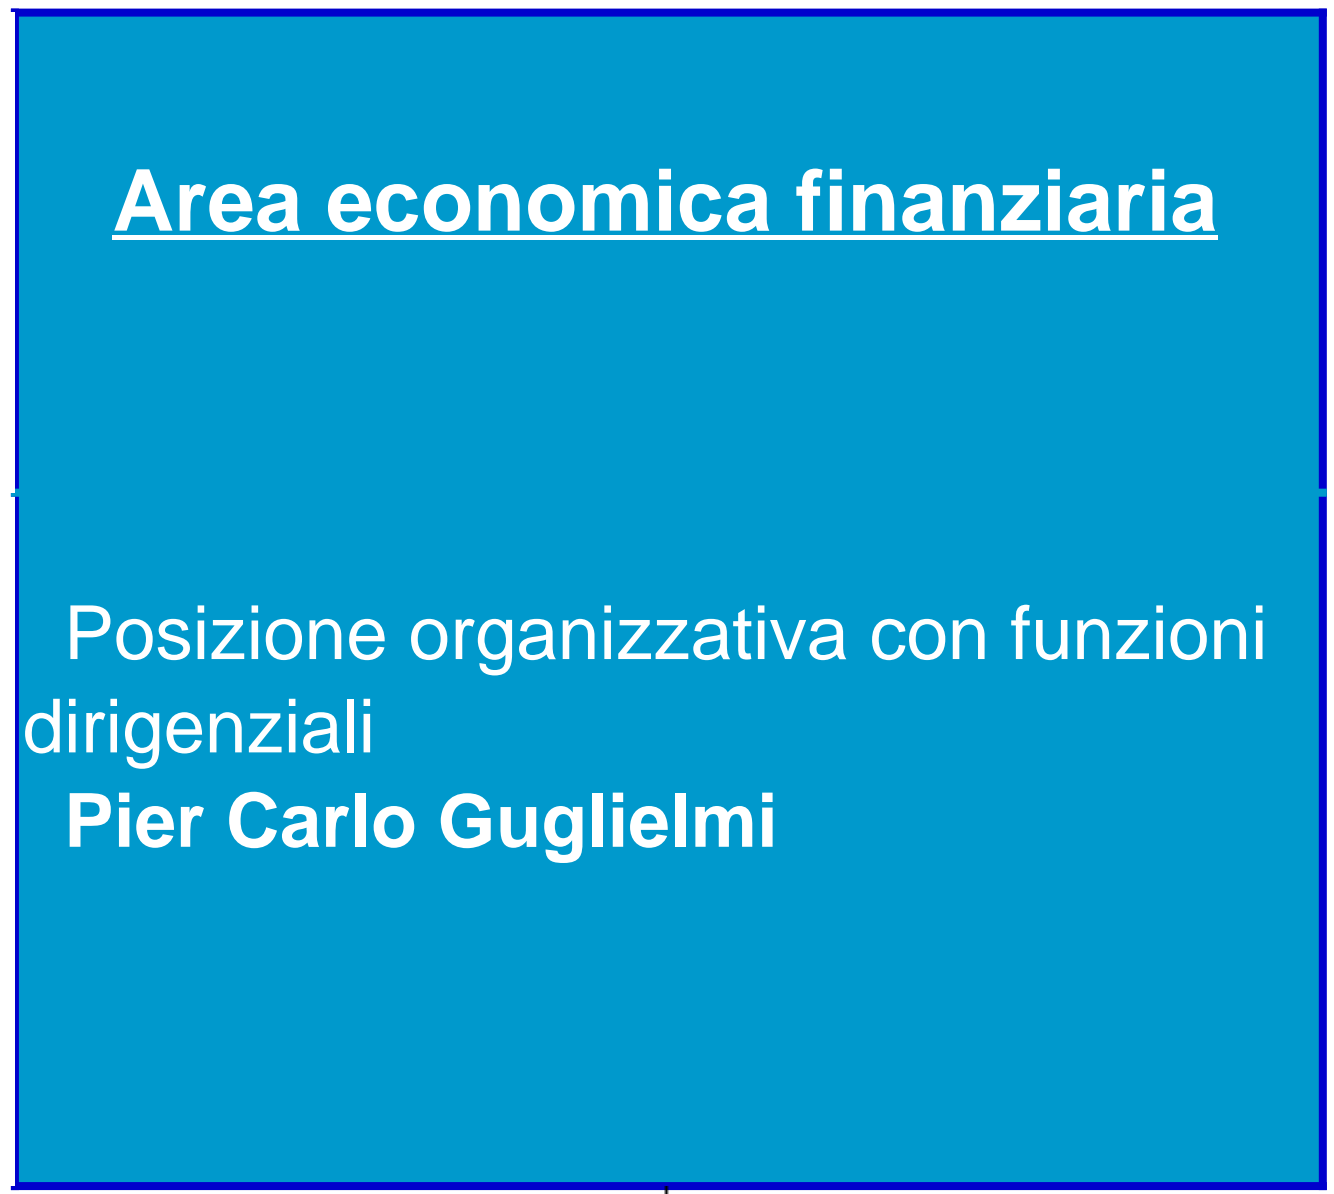 Area economica finanziaria
Posizione organizzativa con funzioni
dirigenziali
Pier Carlo Guglielmi